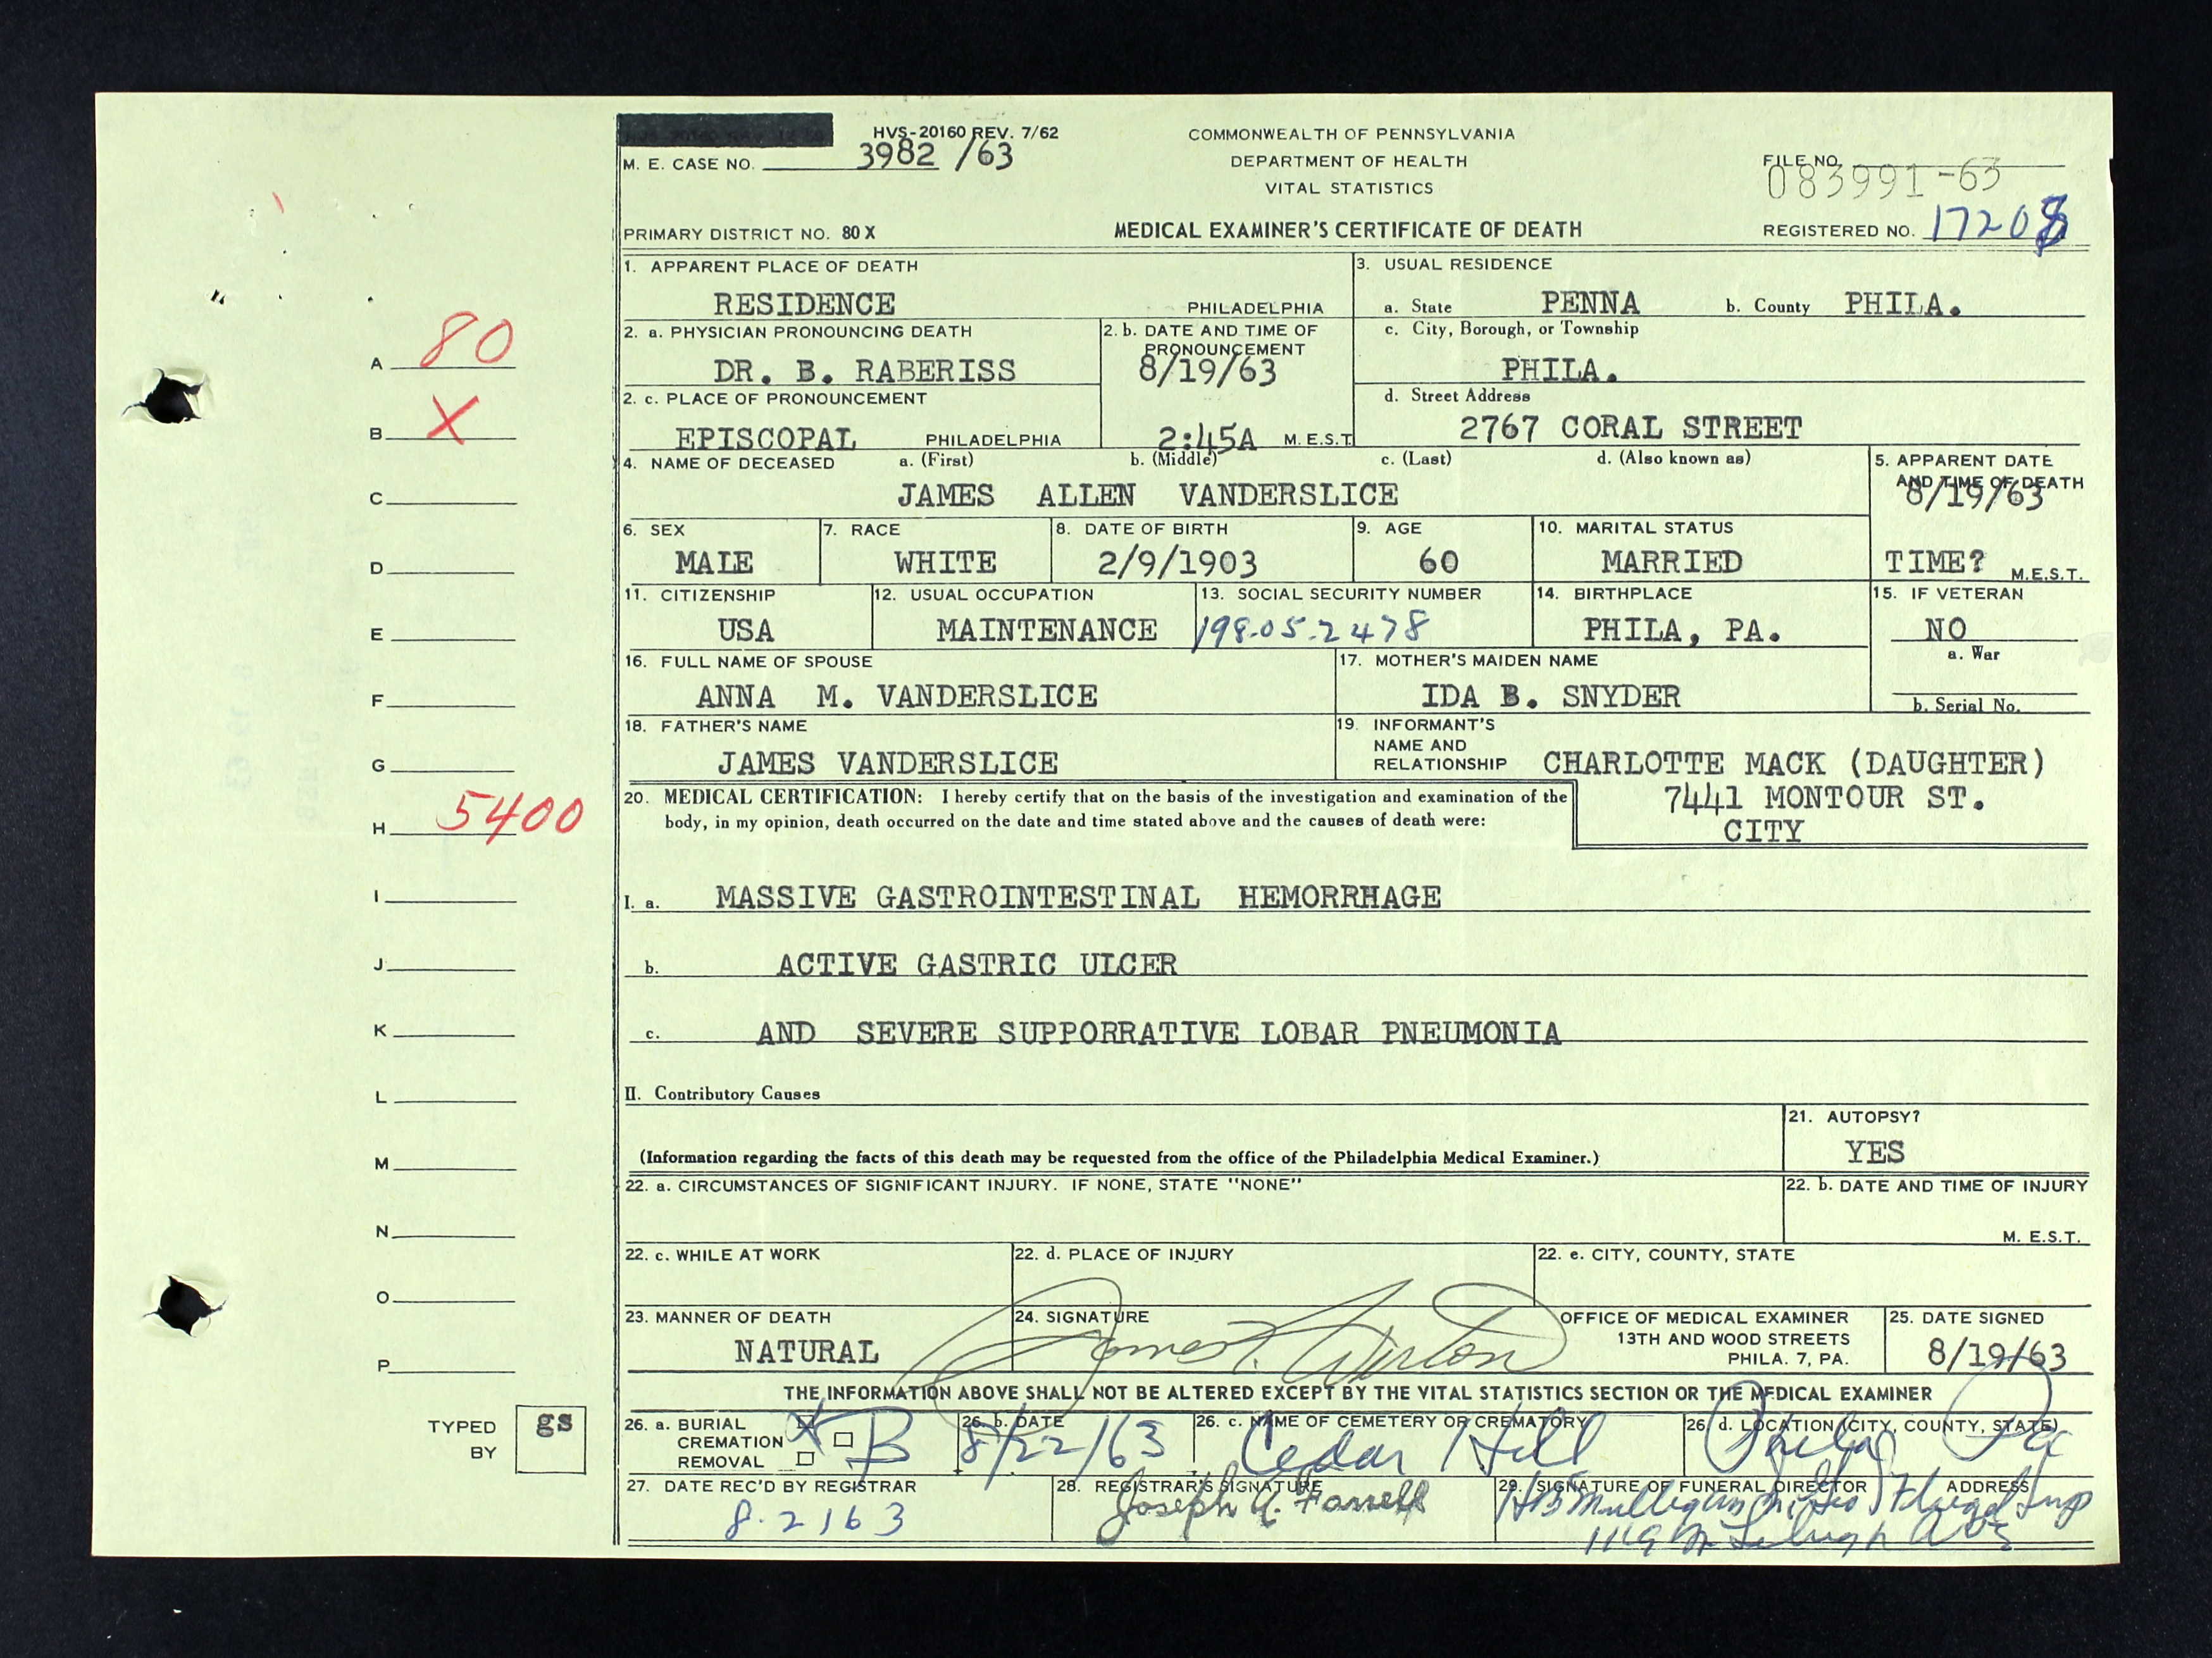 HVS-20160 REV. 7/62
M. E. CASE NO. 3982 /63
COMMONWEALTH OF PENNSYLVANIA
DEPARTMENT OF HEALTH
VITAL STATISTICS
FILE NO. 083991-63
PRIMARY DISTRICT NO. 80 X
MEDICAL EXAMINER'S CERTIFICATE OF DEATH
REGISTERED NO.
1. APPARENT PLACE OF DEATH
RESIDENCE PHILADELPHIA
3. USUAL RESIDENCE
a. State PENNA b. County PHILA.
2. a. PHYSICIAN PRONOUNCING DEATH
DR. B. RABERISS
2. b. DATE AND TIME OF
PRONOUNCEMENT
8/19/63
c. City, Borough, or Township
PHILA.
2. c. PLACE OF PRONOUNCEMENT
EPISCOPAL PHILADELPHIA
2:45A M. E.S.T.
d. Street Address
2767 CORAL STREET
4. NAME OF DECEASED a. (First) b. (Middle) c. (Last) d. (Also known as)
JAMES ALLEN VANDERSLICE
5. APPARENT DATE
AND TIME OF DEATH
8/19/63
TIME? M.E.S.T.
6. SEX
MALE
7. RACE
WHITE
8. DATE OF BIRTH
2/9/1903
9. AGE
60
10. MARITAL STATUS
MARRIED
11. CITIZENSHIP
USA
12. USUAL OCCUPATION
MAINTENANCE
13. SOCIAL SECURITY NUMBER
198-05-2478
14. BIRTHPLACE
PHILA, PA.
15. IF VETERAN
NO
a. War
b. Serial No.
16. FULL NAME OF SPOUSE
ANNA M. VANDERSLICE
17. MOTHER'S MAIDEN NAME
IDA B. SNYDER
18. FATHER'S NAME
JAMES VANDERSLICE
19. INFORMANT'S
NAME AND
RELATIONSHIP CHARLOTTE MACK (DAUGHTER)
7441 MONTOUR ST.
CITY
20. MEDICAL CERTIFICATION: I hereby certify that on the basis of the investigation and examination of the
body, in my opinion, death occurred on the date and time stated above and the causes of death were:
I. a. MASSIVE GASTROINTESTINAL HEMORRHAGE
b. ACTIVE GASTRIC ULCER
c. AND SEVERE SUPPORRATIVE LOBAR PNEUMONIA
II. Contributory Causes
(Information regarding the facts of this death may be requested from the office of the Philadelphia Medical Examiner.)
21. AUTOPSY?
YES
22. a. CIRCUMSTANCES OF SIGNIFICANT INJURY. IF NONE, STATE "NONE"
22. b. DATE AND TIME OF INJURY
M. E.S.T.
22. c. WHILE AT WORK
22. d. PLACE OF INJURY
22. e. CITY, COUNTY, STATE
23. MANNER OF DEATH
NATURAL
24. SIGNATURE
OFFICE OF MEDICAL EXAMINER
13TH AND WOOD STREETS
PHILA. 7, PA.
25. DATE SIGNED
8/19/63
THE INFORMATION ABOVE SHALL NOT BE ALTERED EXCEPT BY THE VITAL STATISTICS SECTION OR THE MEDICAL EXAMINER
26. a. BURIAL X
CREMATION
REMOVAL
B
26. b. DATE
8/22/63
26. c. NAME OF CEMETERY OR CREMATORY
Cedar Hill
26. d. LOCATION (CITY, COUNTY, STATE)
Phila Pa
27. DATE REC'D BY REGISTRAR
8-2163
28. REGISTRAR'S SIGNATURE
Joseph A. Farrell
29. SIGNATURE OF FUNERAL DIRECTOR ADDRESS
A 80
B X
C
D
E
F
G
H 5400
I
J
K
L
M
N
O
P
TYPED
BY
gs